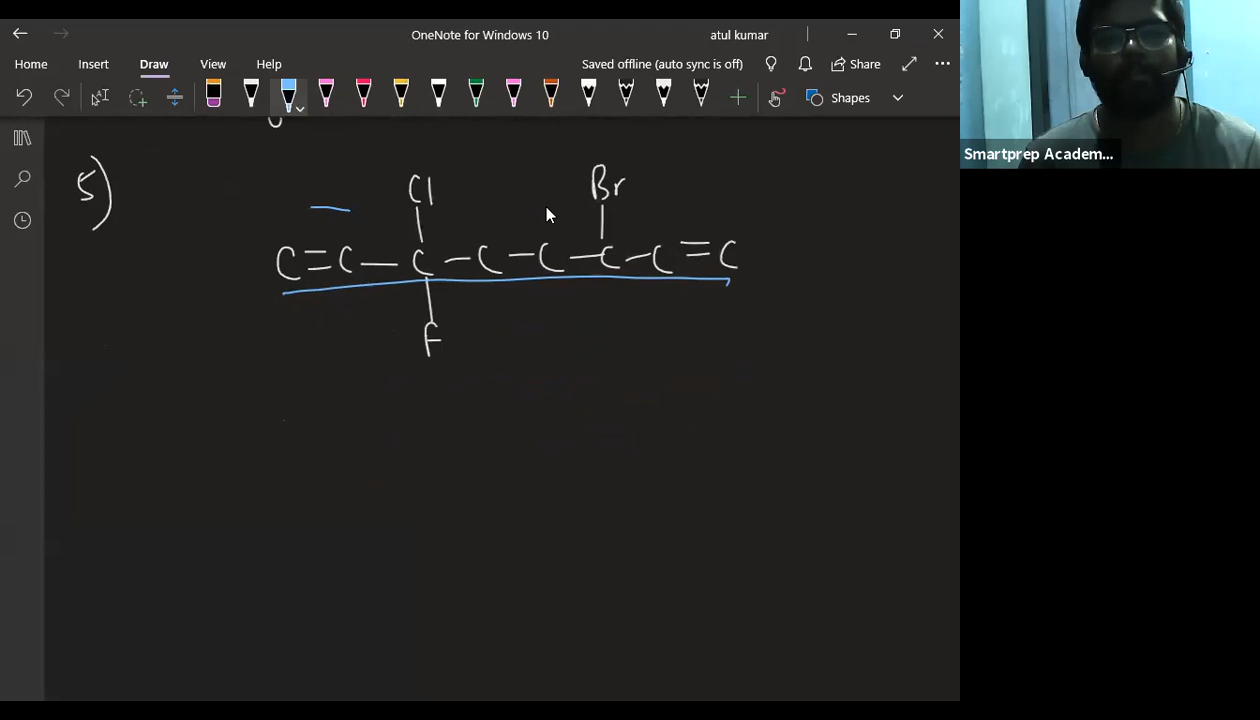 OneNote for Windows 10
atul kumar
Home Insert Draw View Help
Saved offline (auto sync is off)
Share
Shapes
Smartprep Academ...
5)
Cl Br
C=C—C-C-C-C-C=C
F